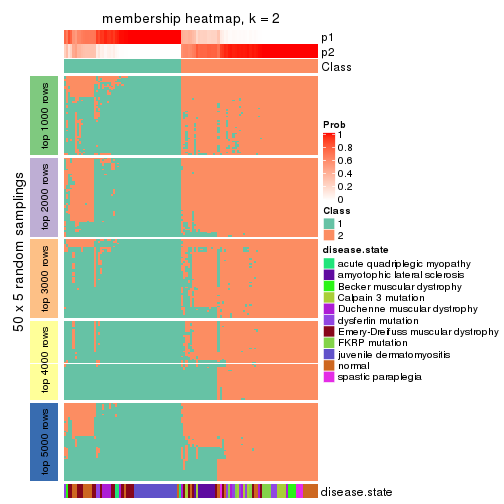 membership heatmap, k = 2
p1
p2
Class
50 x 5 random samplings
top 1000 rows
top 2000 rows
top 3000 rows
top 4000 rows
top 5000 rows
Prob
1
0.8
0.6
0.4
0.2
0
Class
1
2
disease.state
acute quadriplegic myopathy
amyotophic lateral sclerosis
Becker muscular dystrophy
Calpain 3 mutation
Duchenne muscular dystrophy
dysferlin mutation
Emery-Dreifuss muscular dystrophy
FKRP mutation
juvenile dermatomyositis
normal
spastic paraplegia
disease.state